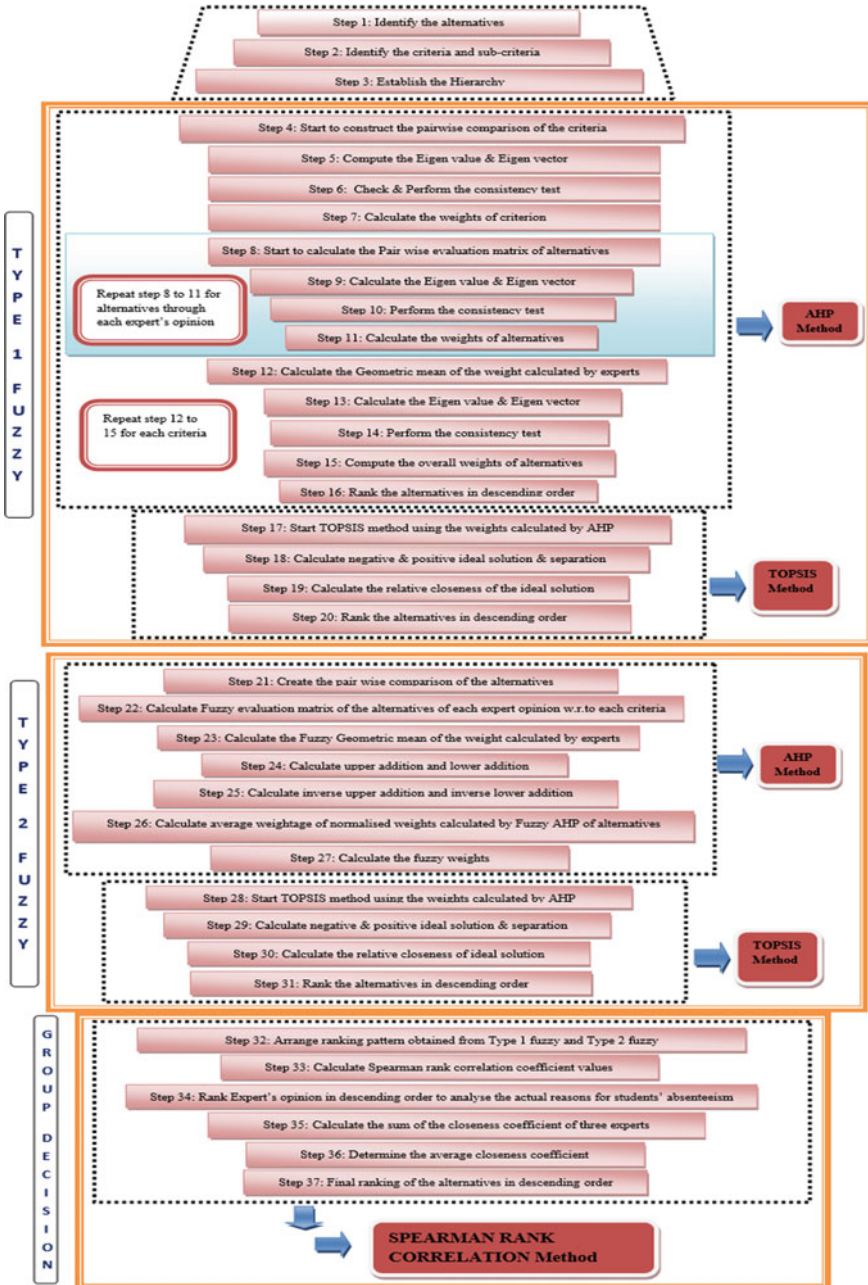 Step 1: Identify the alternatives
Step 2: Identify the criteria and sub-criteria
Step 3: Establish the Hierarchy
TYPE 1 FUZZY
Step 4: Start to construct the pairwise comparison of the criteria
Step 5: Compute the Eigen value & Eigen vector
Step 6: Check & Perform the consistency test
Step 7: Calculate the weights of criterion
Step 8: Start to calculate the Pair wise evaluation matrix of alternatives
Step 9: Calculate the Eigen value & Eigen vector
Step 10: Perform the consistency test
Step 11: Calculate the weights of alternatives
Repeat step 8 to 11 for
alternatives through
each expert's opinion
AHP
Method
Step 12: Calculate the Geometric mean of the weight calculated by experts
Step 13: Calculate the Eigen value & Eigen vector
Step 14: Perform the consistency test
Step 15: Compute the overall weights of alternatives
Step 16: Rank the alternatives in descending order
Repeat step 12 to
15 for each criteria
Step 17: Start TOPSIS method using the weights calculated by AHP
Step 18: Calculate negative & positive ideal solution & separation
Step 19: Calculate the relative closeness of the ideal solution
Step 20: Rank the alternatives in descending order
TOPSIS
Method
TYPE 2 FUZZY
Step 21: Create the pair wise comparison of the alternatives
Step 22: Calculate Fuzzy evaluation matrix of the alternatives of each expert opinion w.r.to each criteria
Step 23: Calculate the Fuzzy Geometric mean of the weight calculated by experts
Step 24: Calculate upper addition and lower addition
Step 25: Calculate inverse upper addition and inverse lower addition
Step 26: Calculate average weightage of normalised weights calculated by Fuzzy AHP of alternatives
Step 27: Calculate the fuzzy weights
AHP
Method
Step 28: Start TOPSIS method using the weights calculated by AHP
Step 29: Calculate negative & positive ideal solution & separation
Step 30: Calculate the relative closeness of ideal solution
Step 31: Rank the alternatives in descending order
TOPSIS
Method
GROUP DECISION
Step 32: Arrange ranking pattern obtained from Type 1 fuzzy and Type 2 fuzzy
Step 33: Calculate Spearman rank correlation coefficient values
Step 34: Rank Expert's opinion in descending order to analyse the actual reasons for students' absenteeism
Step 35: Calculate the sum of the closeness coefficient of three experts
Step 36: Determine the average closeness coefficient
Step 37: Final ranking of the alternatives in descending order
SPEARMAN RANK
CORRELATION Method